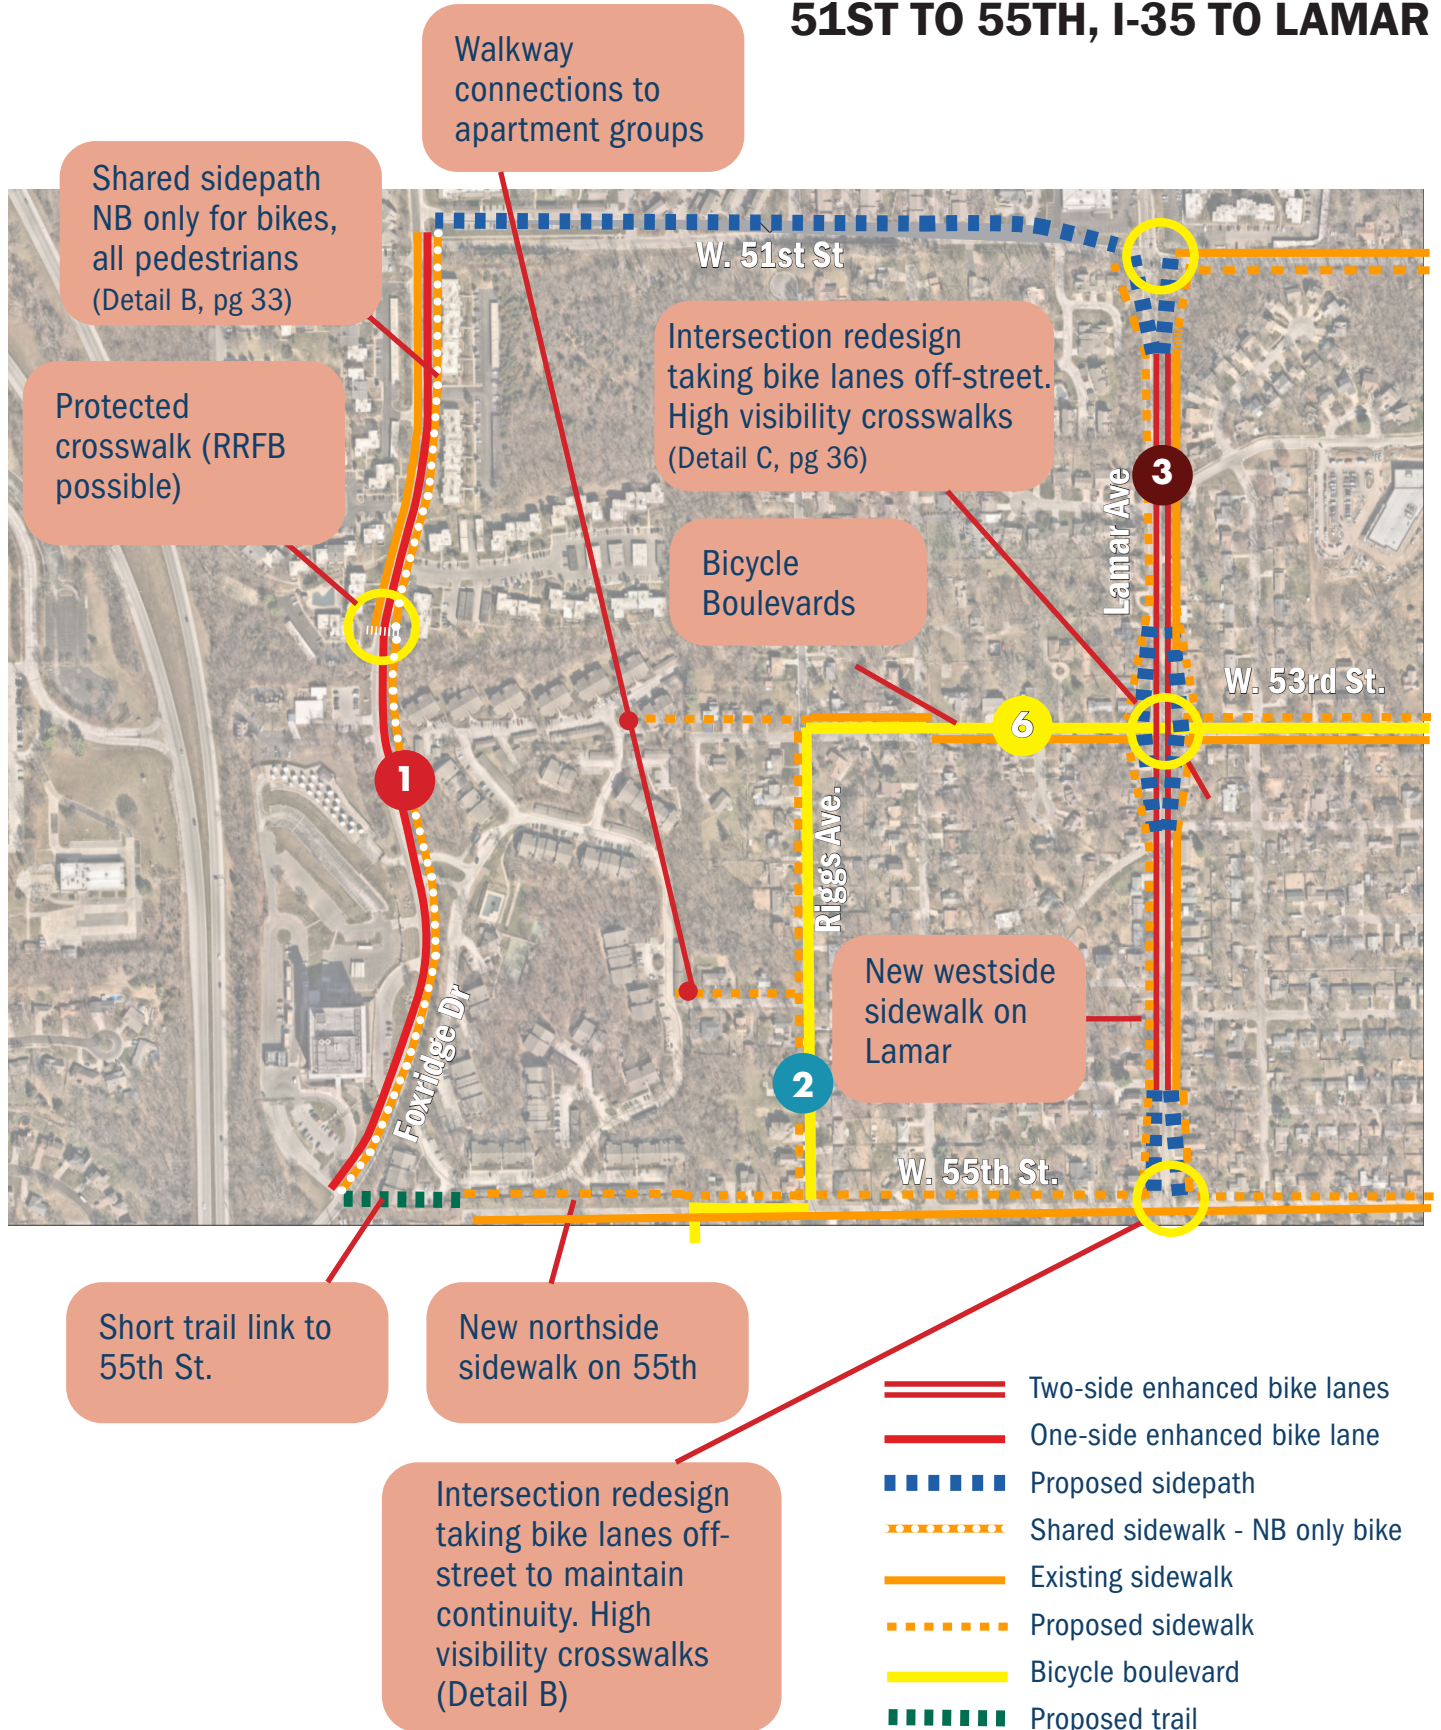 51ST TO 55TH, I-35 TO LAMAR
Walkway
connections to
apartment groups
Shared sidepath
NB only for bikes,
all pedestrians
(Detail B, pg 33)
W. 51st St
Intersection redesign
taking bike lanes off-street.
High visibility crosswalks
(Detail C, pg 36)
Protected
crosswalk (RRFB
possible)
3
Lamar Ave
Bicycle
Boulevards
W. 53rd St.
6
1
Riggs Ave.
New westside
sidewalk on
Lamar
Foxridge Dr
2
W. 55th St.
Short trail link to
55th St.
New northside
sidewalk on 55th
Intersection redesign
taking bike lanes off-
street to maintain
continuity. High
visibility crosswalks
(Detail B)
Two-side enhanced bike lanes
One-side enhanced bike lane
Proposed sidepath
Shared sidewalk - NB only bike
Existing sidewalk
Proposed sidewalk
Bicycle boulevard
Proposed trail